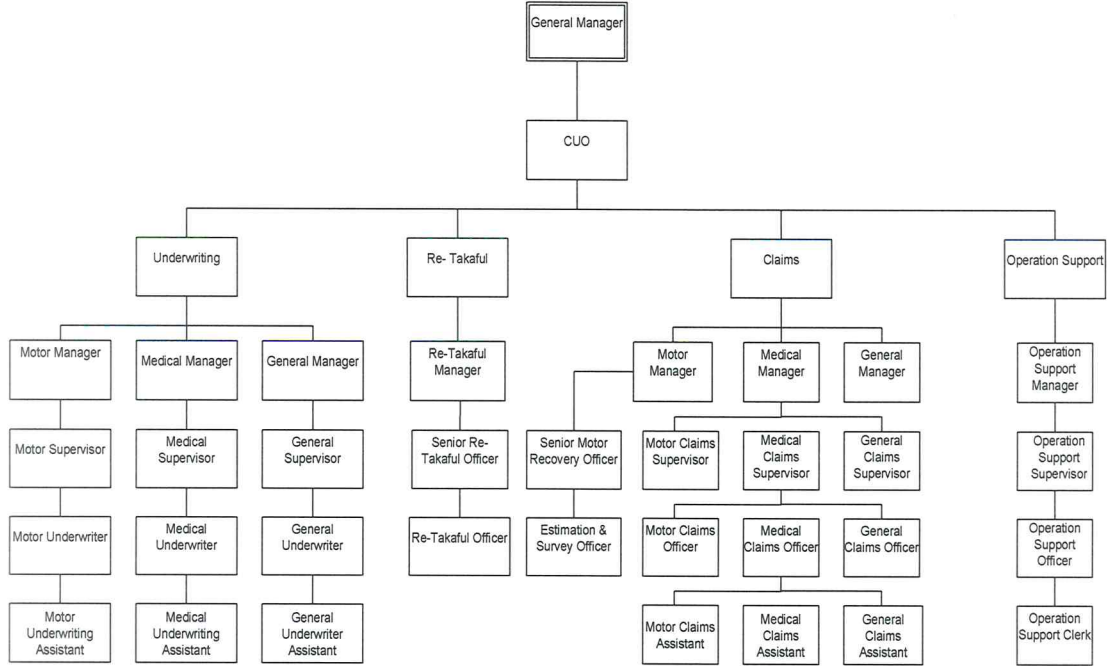 General Manager
CUO
Underwriting
Re- Takaful
Claims
Operation Support
Motor Manager
Medical Manager
General Manager
Re-Takaful
Manager
Motor
Manager
Medical
Manager
General
Manager
Operation
Support
Manager
Motor Supervisor
Medical
Supervisor
General
Supervisor
Senior Re-
Takaful Officer
Senior Motor
Recovery Officer
Motor Claims
Supervisor
Medical
Claims
Supervisor
General
Claims
Supervisor
Operation
Support
Supervisor
Motor Underwriter
Medical
Underwriter
General
Underwriter
Re-Takaful Officer
Estimation &
Survey Officer
Motor Claims
Officer
Medical
Claims Officer
General
Claims Officer
Operation
Support
Officer
Motor
Underwriting
Assistant
Medical
Underwriting
Assistant
General
Underwriter
Assistant
Motor Claims
Assistant
Medical
Claims
Assistant
General
Claims
Assistant
Operation
Support Clerk